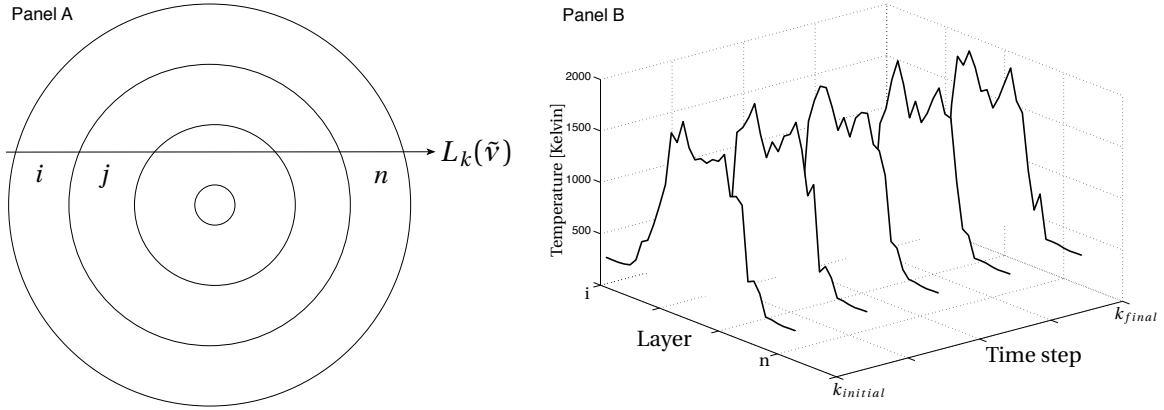 Panel A
i
j
n
L_k(ṽ)
Panel B
2000
1500
1000
500
Temperature [Kelvin]
i
Layer
n
k_initial
Time step
k_final